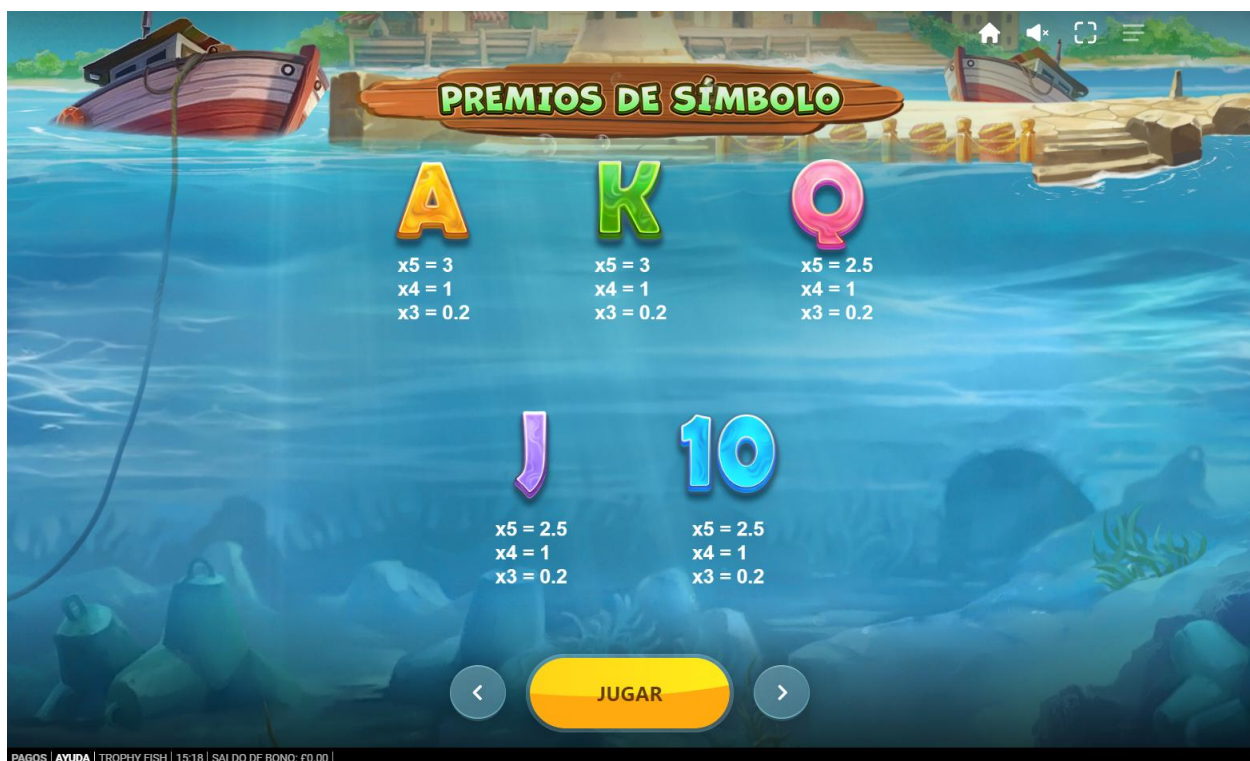 PREMIOS DE SÍMBOLO
A K Q
x5 = 3 x5 = 3 x5 = 2.5
x4 = 1 x4 = 1 x4 = 1
x3 = 0.2 x3 = 0.2 x3 = 0.2
J 10
x5 = 2.5 x5 = 2.5
x4 = 1 x4 = 1
x3 = 0.2 x3 = 0.2
JUGAR
PAGOS | AYUDA | TROPHY FISH | 15:18 | SALDO DE BONO: £0.00 |